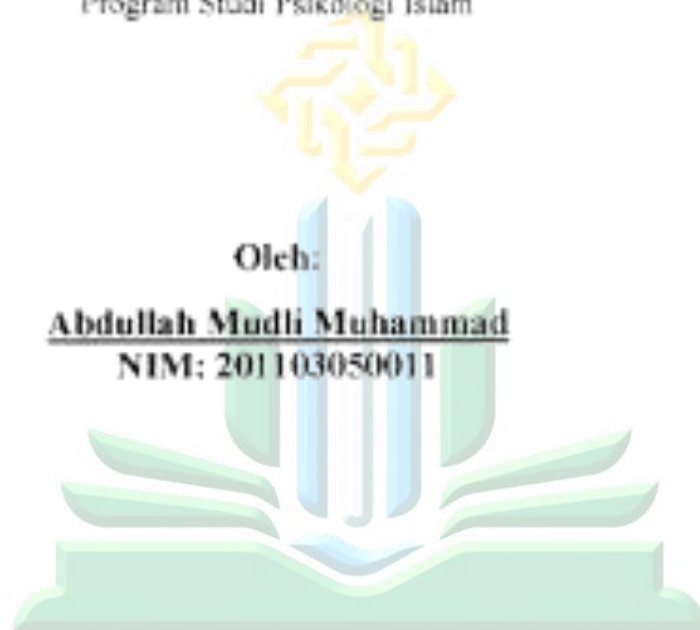 Program Studi Psikologi Islam
Oleh:
Abdullah Mudli Muhammad
NIM: 201103050011